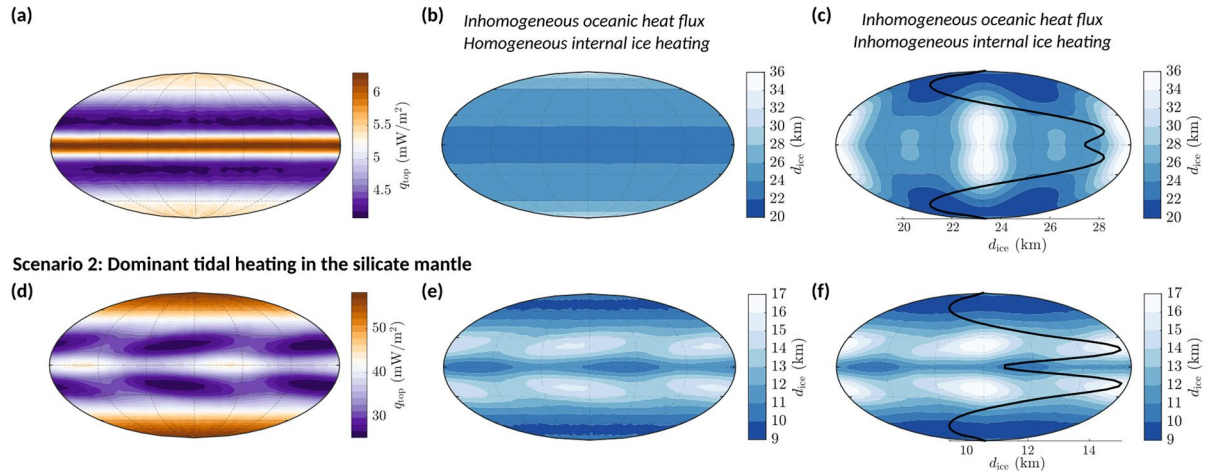 (a)
6
5.5
5
4.5
q_top (mW/m²)
(b)
Inhomogeneous oceanic heat flux
Homogeneous internal ice heating
36
34
32
30
28
26
24
22
20
d_ice (km)
(c)
Inhomogeneous oceanic heat flux
Inhomogeneous internal ice heating
20 22 24 26 28
d_ice (km)
36
34
32
30
28
26
24
22
20
d_ice (km)
Scenario 2: Dominant tidal heating in the silicate mantle
(d)
50
40
30
q_top (mW/m²)
(e)
17
16
15
14
13
12
11
10
9
d_ice (km)
(f)
10 12 14
d_ice (km)
17
16
15
14
13
12
11
10
9
d_ice (km)